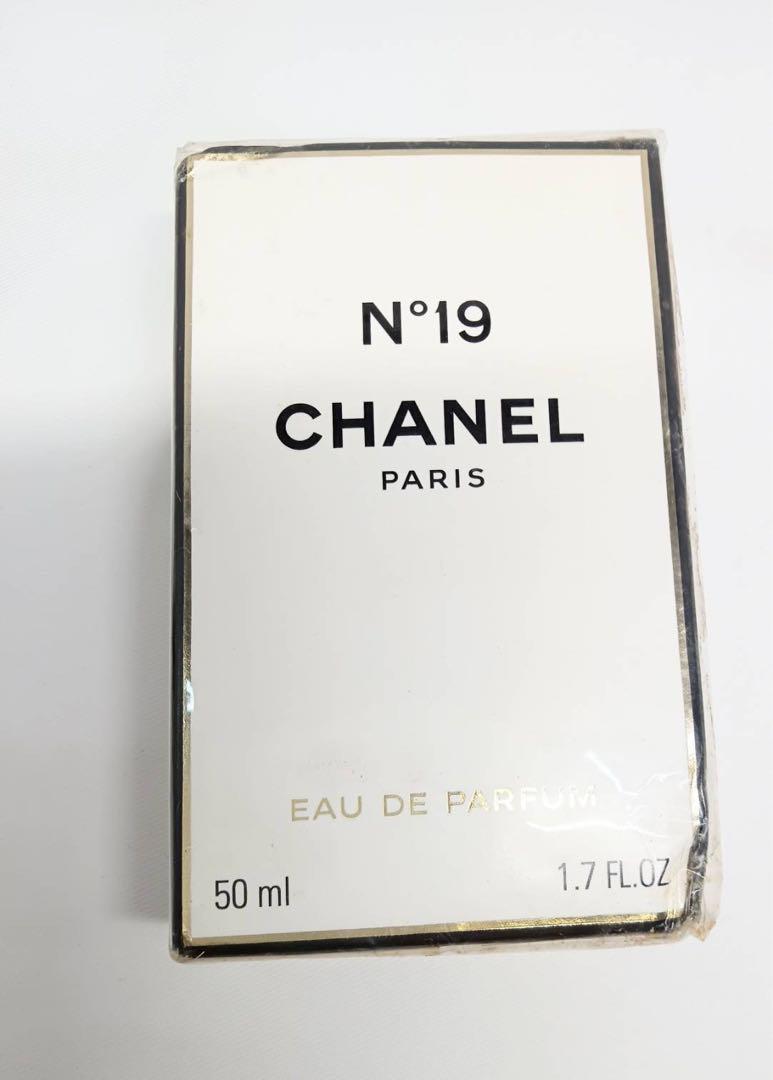 N°19
CHANEL
PARIS
EAU DE PARFUM
50 ml 1.7 FL.OZ